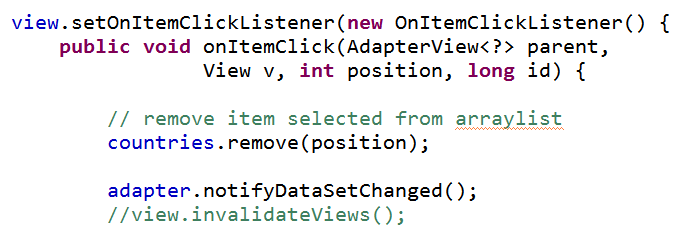 view.setOnItemClickListener(new OnItemClickListener() {
public void onItemClick(AdapterView<?> parent,
View v, int position, long id) {
// remove item selected from arraylist
countries.remove(position);
adapter.notifyDataSetChanged();
//view.invalidateViews();